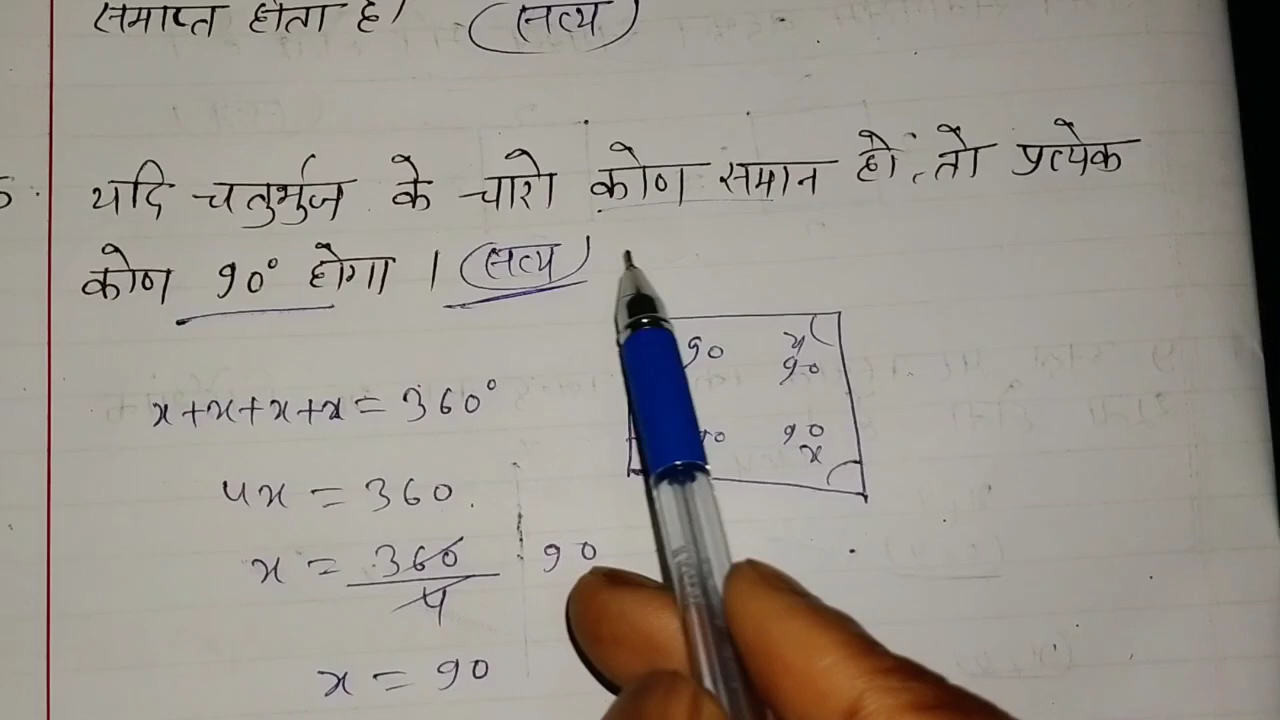 समाप्त होता है। (सत्य)
यदि चतुर्भुज के चारो कोण समान हों, तो प्रत्येक
कोण 90° होगा । (सत्य)
90 x
90
x+x+x+x = 360°
90
x
4x = 360
x = 360/4 | 90
x = 90